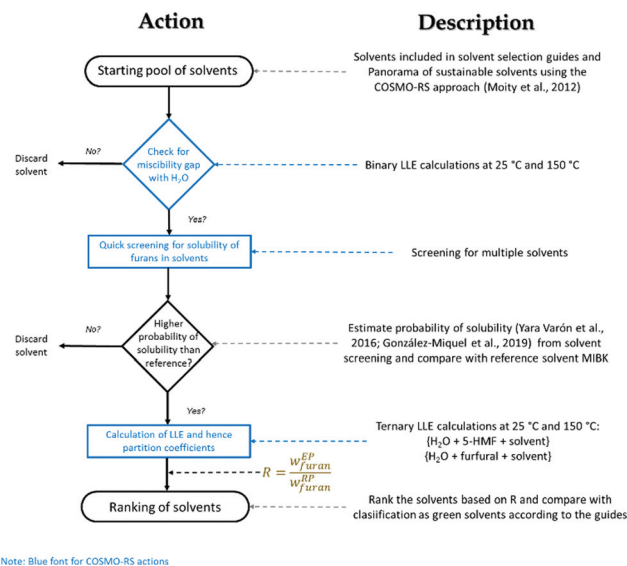 Action
Description
Starting pool of solvents
Solvents included in solvent selection guides and
Panorama of sustainable solvents using the
COSMO-RS approach (Moity et al., 2012)
Check for
miscibility gap
with H₂O
No?
Discard
solvent
Binary LLE calculations at 25 °C and 150 °C
Yes?
Quick screening for solubility of
furans in solvents
Screening for multiple solvents
Higher
probability of
solubility than
reference?
No?
Discard
solvent
Estimate probability of solubility (Yara Varón et al.,
2016; González-Miquel et al., 2019) from solvent
screening and compare with reference solvent MIBK
Yes?
Calculation of LLE and hence
partition coefficients
Ternary LLE calculations at 25 °C and 150 °C:
{H₂O + 5-HMF + solvent}
{H₂O + furfural + solvent}
R = w_furan^EP / w_furan^RP
Ranking of solvents
Rank the solvents based on R and compare with
clasiification as green solvents according to the guides
Note: Blue font for COSMO-RS actions